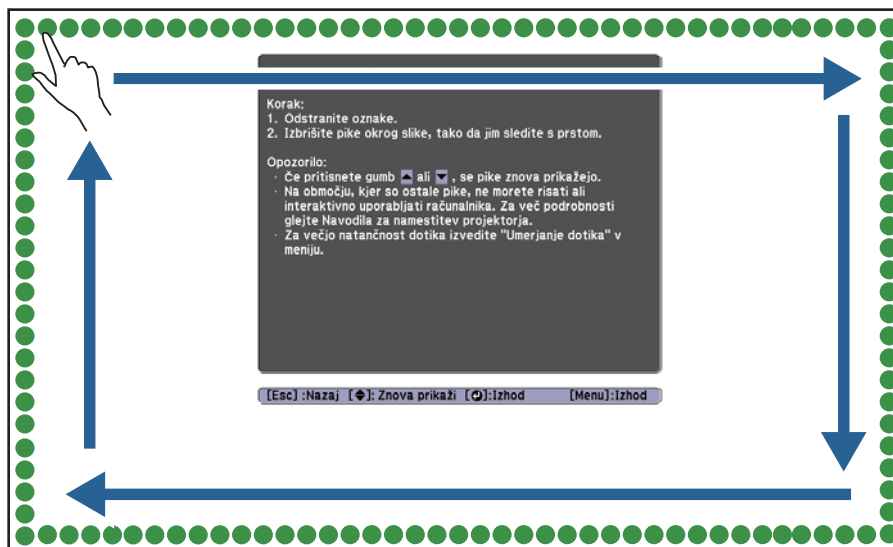 Korak:
1. Odstranite oznake.
2. Izbrišite pike okrog slike, tako da jim sledite s prstom.
Opozorilo:
· Če pritisnete gumb ▲ ali ▼ , se pike znova prikažejo.
· Na območju, kjer so ostale pike, ne morete risati ali
interaktivno uporabljati računalnika. Za več podrobnosti
glejte Navodila za namestitev projektorja.
· Za večjo natančnost dotika izvedite "Umerjanje dotika" v
meniju.
[Esc] :Nazaj [◆]: Znova prikaži [↵]:Izhod [Menu]:Izhod